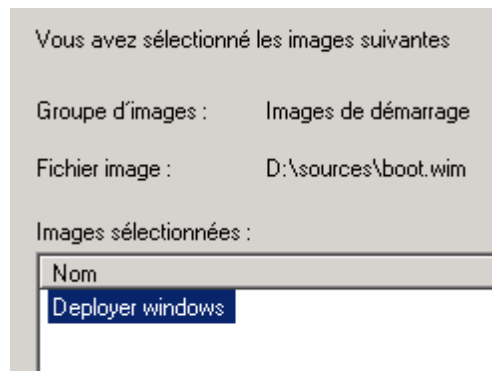 Vous avez sélectionné les images suivantes
Groupe d'images : Images de démarrage
Fichier image : D:\sources\boot.wim
Images sélectionnées :
Nom
Deployer windows